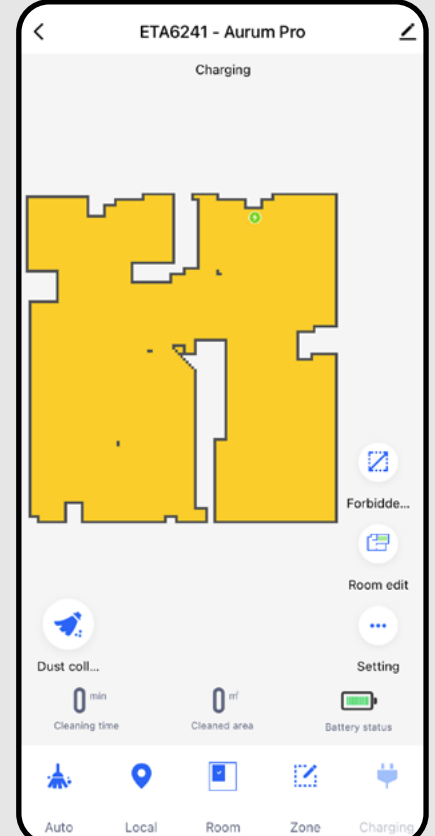 ETA6241 - Aurum Pro
Charging
Forbidde...
Room edit
Dust coll...
Setting
0 min
0 ㎡
Cleaning time
Cleaned area
Battery status
Auto
Local
Room
Zone
Charging